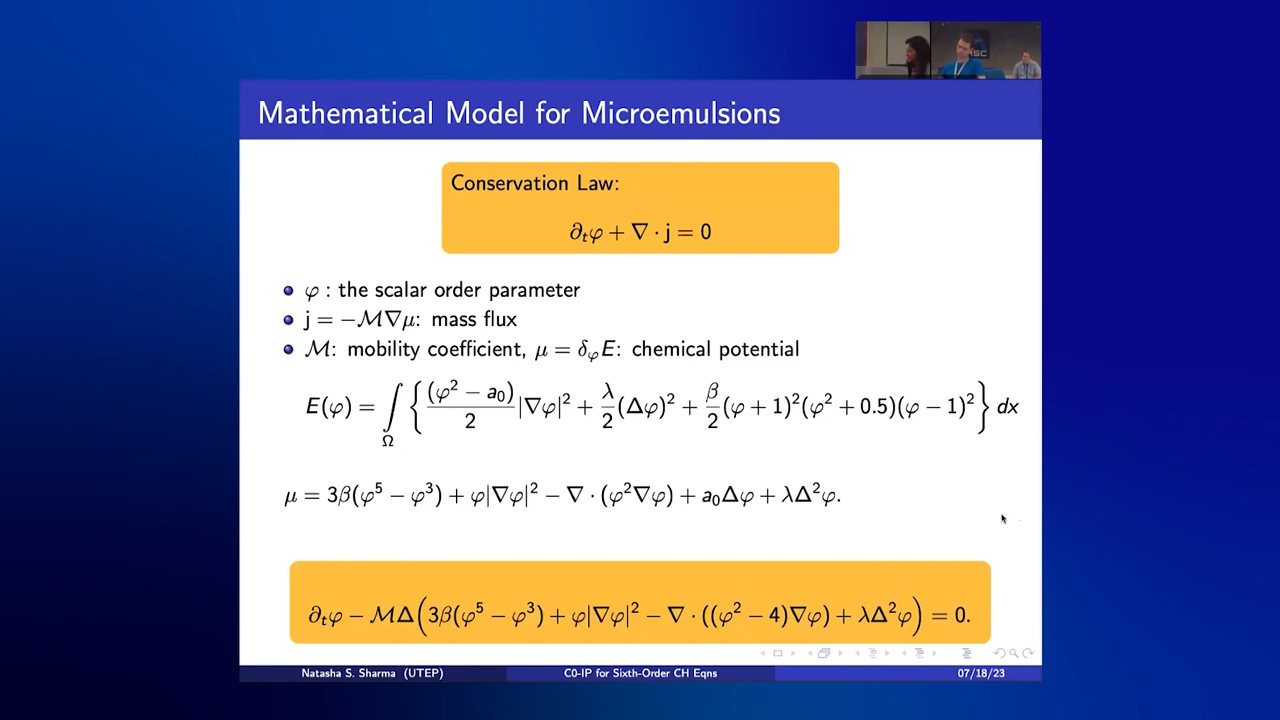 SC
Mathematical Model for Microemulsions
Conservation Law:
∂ₜφ + ∇ · j = 0
φ : the scalar order parameter
j = −ℳ∇μ: mass flux
ℳ: mobility coefficient, μ = δ_φ E: chemical potential
E(φ) = ∫_Ω { (φ² − a₀)/2 |∇φ|² + λ/2 (Δφ)² + β/2 (φ + 1)²(φ² + 0.5)(φ − 1)² } dx
μ = 3β(φ⁵ − φ³) + φ|∇φ|² − ∇ · (φ²∇φ) + a₀Δφ + λΔ²φ.
∂ₜφ − ℳΔ(3β(φ⁵ − φ³) + φ|∇φ|² − ∇ · ((φ² − 4)∇φ) + λΔ²φ) = 0.
Natasha S. Sharma (UTEP) C0-IP for Sixth-Order CH Eqns 07/18/23